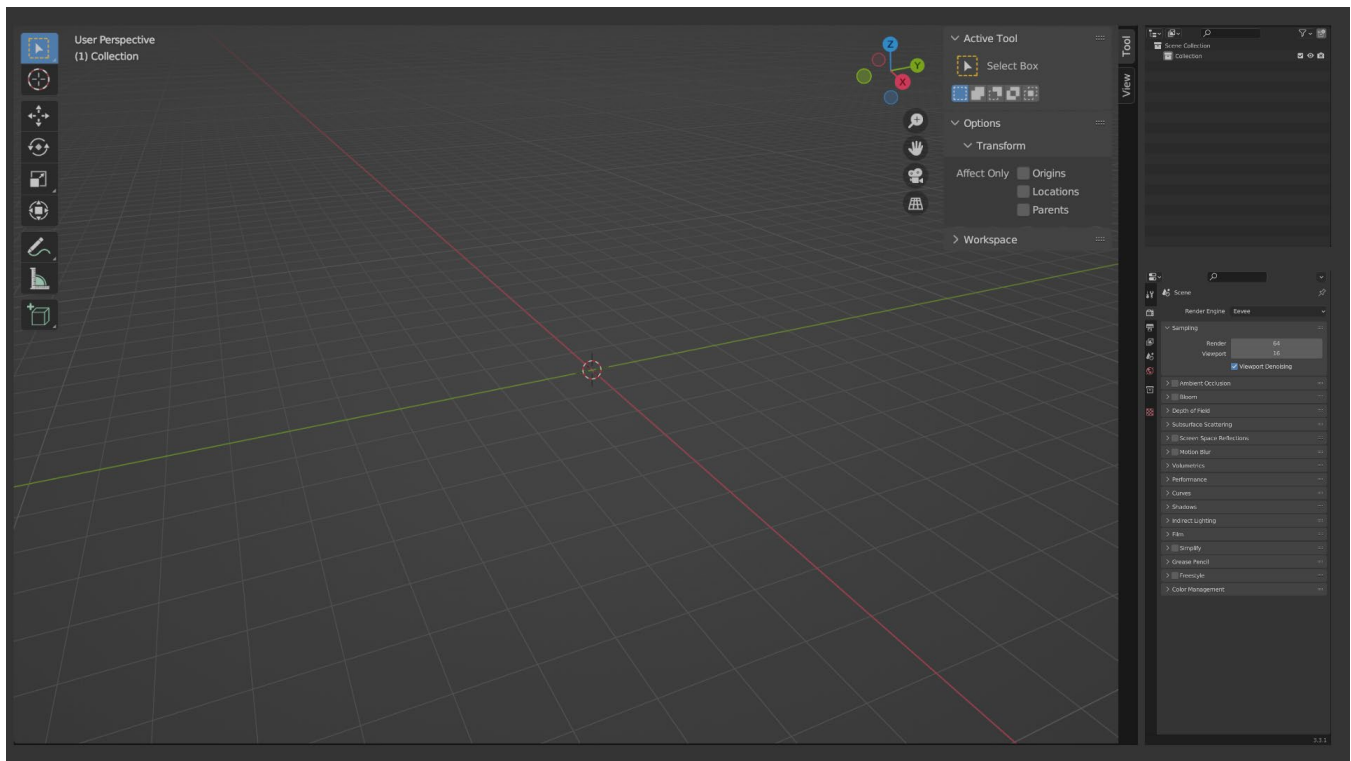 User Perspective
(1) Collection
Z
Y
X
Active Tool
Select Box
Options
Transform
Affect Only Origins
Locations
Parents
Workspace
Tool
View
Scene Collection
Collection
Scene
Render Engine Eevee
Sampling
Render 64
Viewport 16
Viewport Denoising
Ambient Occlusion
Bloom
Depth of Field
Subsurface Scattering
Screen Space Reflections
Motion Blur
Volumetrics
Performance
Curves
Shadows
Indirect Lighting
Film
Simplify
Grease Pencil
Freestyle
Color Management
3.3.1